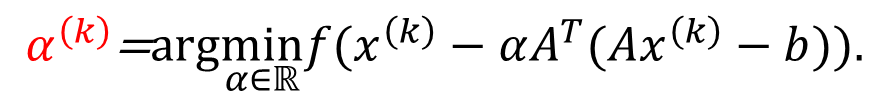 α^(k) = argmin_{α∈ℝ} f(x^(k) − αA^T(Ax^(k) − b)).